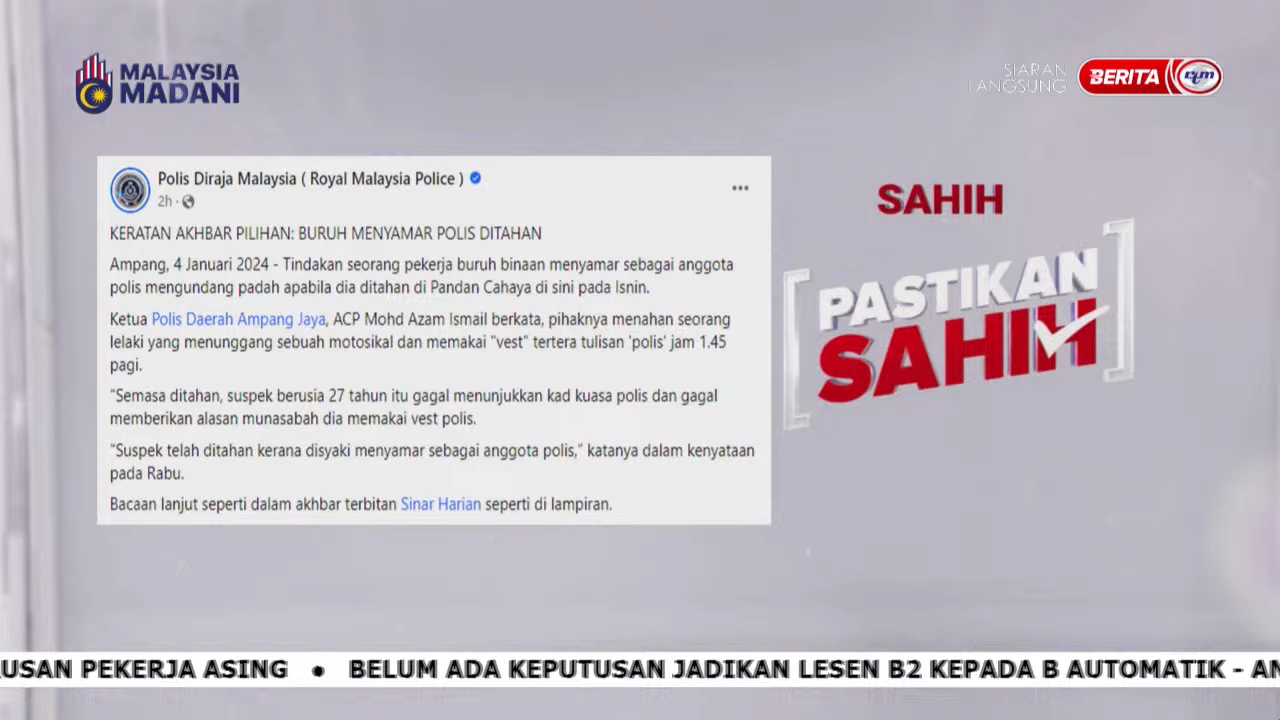 MALAYSIA
MADANI
SIARAN
LANGSUNG
BERITA rtm
Polis Diraja Malaysia ( Royal Malaysia Police )
2h ·
KERATAN AKHBAR PILIHAN: BURUH MENYAMAR POLIS DITAHAN
Ampang, 4 Januari 2024 - Tindakan seorang pekerja buruh binaan menyamar sebagai anggota
polis mengundang padah apabila dia ditahan di Pandan Cahaya di sini pada Isnin.
Ketua Polis Daerah Ampang Jaya, ACP Mohd Azam Ismail berkata, pihaknya menahan seorang
lelaki yang menunggang sebuah motosikal dan memakai "vest" tertera tulisan 'polis' jam 1.45
pagi.
"Semasa ditahan, suspek berusia 27 tahun itu gagal menunjukkan kad kuasa polis dan gagal
memberikan alasan munasabah dia memakai vest polis.
"Suspek telah ditahan kerana disyaki menyamar sebagai anggota polis," katanya dalam kenyataan
pada Rabu.
Bacaan lanjut seperti dalam akhbar terbitan Sinar Harian seperti di lampiran.
SAHIH
PASTIKAN
SAHIH
USAN PEKERJA ASING • BELUM ADA KEPUTUSAN JADIKAN LESEN B2 KEPADA B AUTOMATIK - AN